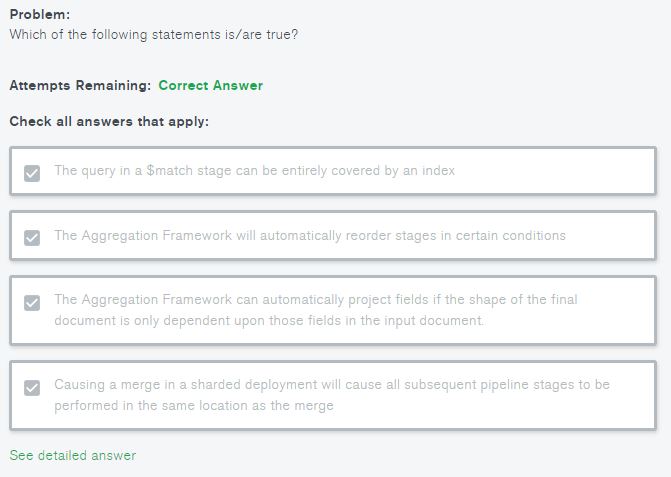 Problem:
Which of the following statements is/are true?
Attempts Remaining: Correct Answer
Check all answers that apply:
The query in a $match stage can be entirely covered by an index
The Aggregation Framework will automatically reorder stages in certain conditions
The Aggregation Framework can automatically project fields if the shape of the final
document is only dependent upon those fields in the input document.
Causing a merge in a sharded deployment will cause all subsequent pipeline stages to be
performed in the same location as the merge
See detailed answer